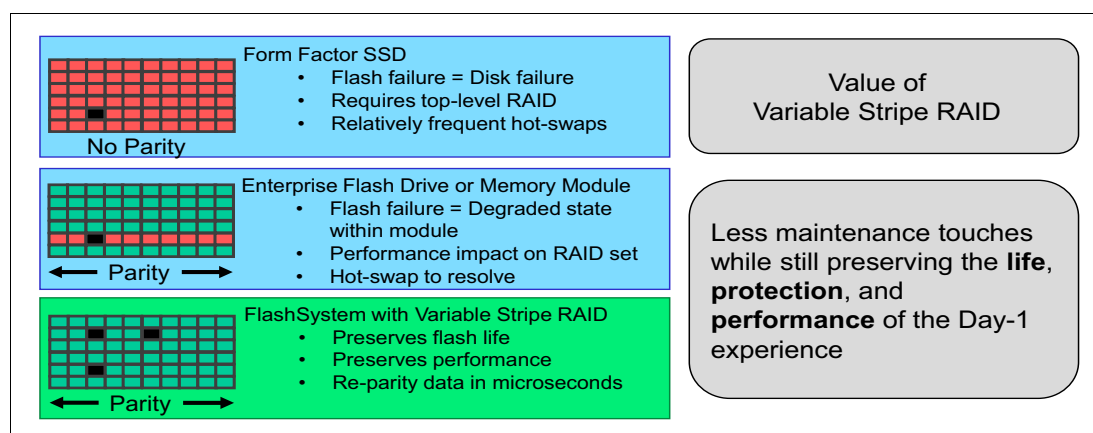 Form Factor SSD
• Flash failure = Disk failure
• Requires top-level RAID
• Relatively frequent hot-swaps
No Parity
Enterprise Flash Drive or Memory Module
• Flash failure = Degraded state
within module
• Performance impact on RAID set
• Hot-swap to resolve
Parity
FlashSystem with Variable Stripe RAID
• Preserves flash life
• Preserves performance
• Re-parity data in microseconds
Parity
Value of
Variable Stripe RAID
Less maintenance touches
while still preserving the life,
protection, and
performance of the Day-1
experience